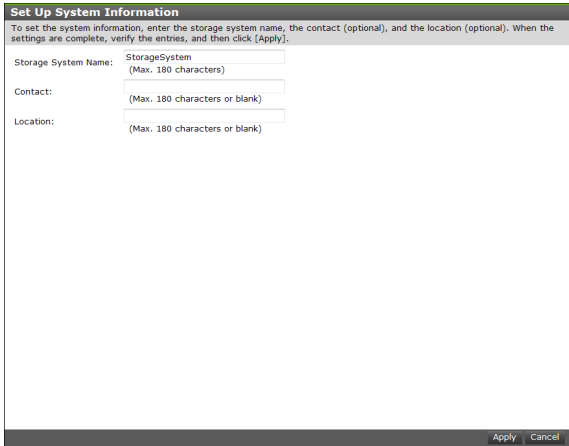 Set Up System Information
To set the system information, enter the storage system name, the contact (optional), and the location (optional). When the
settings are complete, verify the entries, and then click [Apply].
Storage System Name: StorageSystem
(Max. 180 characters)
Contact:
(Max. 180 characters or blank)
Location:
(Max. 180 characters or blank)
Apply Cancel